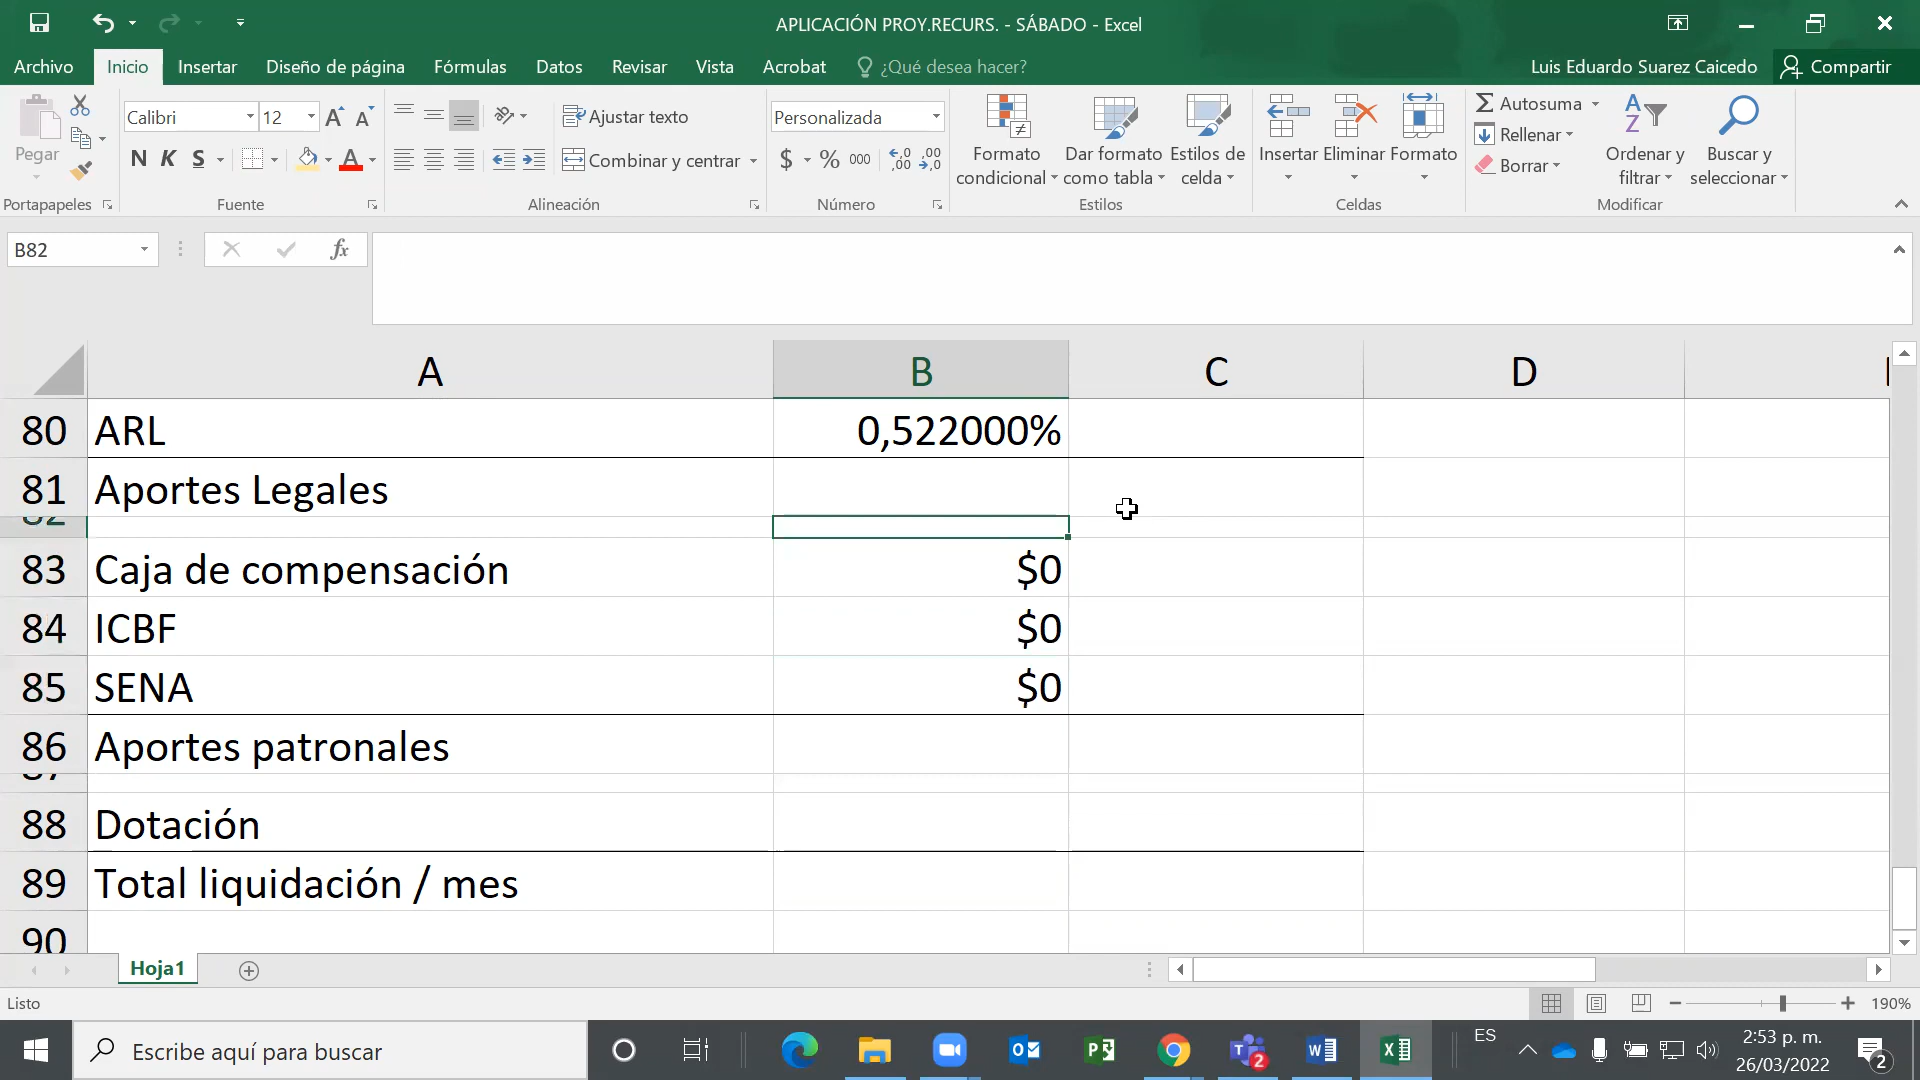 APLICACIÓN PROY.RECURS. - SÁBADO - Excel
Archivo Inicio Insertar Diseño de página Fórmulas Datos Revisar Vista Acrobat ¿Qué desea hacer? Luis Eduardo Suarez Caicedo Compartir
Pegar
Calibri 12
N K S
Ajustar texto
Combinar y centrar
Personalizada
$ % 000
Formato condicional
Dar formato como tabla
Estilos de celda
Insertar Eliminar Formato
Autosuma
Rellenar
Borrar
Ordenar y filtrar
Buscar y seleccionar
Portapapeles Fuente Alineación Número Estilos Celdas Modificar
B82 fx
A B C D
80 ARL 0,522000%
81 Aportes Legales
82
83 Caja de compensación $0
84 ICBF $0
85 SENA $0
86 Aportes patronales
87
88 Dotación
89 Total liquidación / mes
90
Hoja1
Listo 190%
Escribe aquí para buscar
ES
2:53 p. m.
26/03/2022
2
2